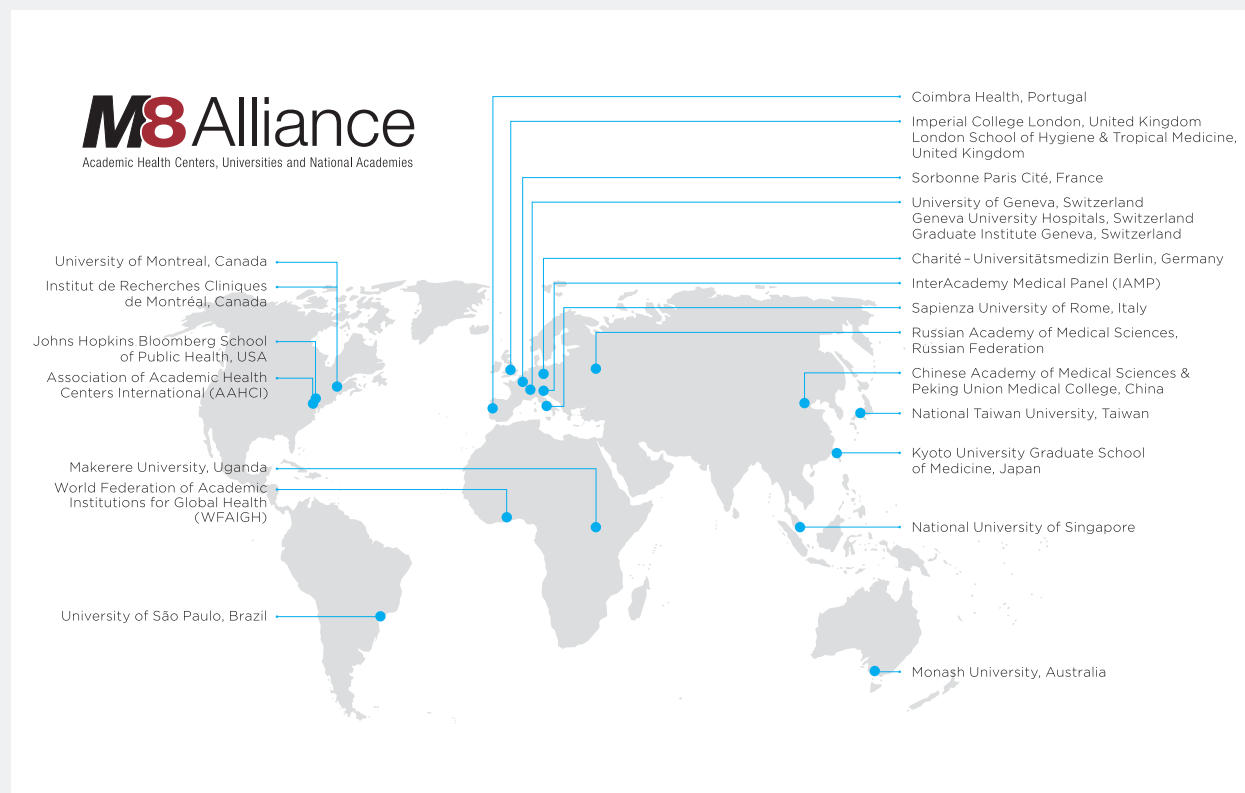 M8 Alliance
Academic Health Centers, Universities and National Academies
University of Montreal, Canada
Institut de Recherches Cliniques
de Montréal, Canada
Johns Hopkins Bloomberg School
of Public Health, USA
Association of Academic Health
Centers International (AAHCI)
Makerere University, Uganda
World Federation of Academic
Institutions for Global Health
(WFAIGH)
University of São Paulo, Brazil
Coimbra Health, Portugal
Imperial College London, United Kingdom
London School of Hygiene & Tropical Medicine,
United Kingdom
Sorbonne Paris Cité, France
University of Geneva, Switzerland
Geneva University Hospitals, Switzerland
Graduate Institute Geneva, Switzerland
Charité – Universitätsmedizin Berlin, Germany
InterAcademy Medical Panel (IAMP)
Sapienza University of Rome, Italy
Russian Academy of Medical Sciences,
Russian Federation
Chinese Academy of Medical Sciences &
Peking Union Medical College, China
National Taiwan University, Taiwan
Kyoto University Graduate School
of Medicine, Japan
National University of Singapore
Monash University, Australia